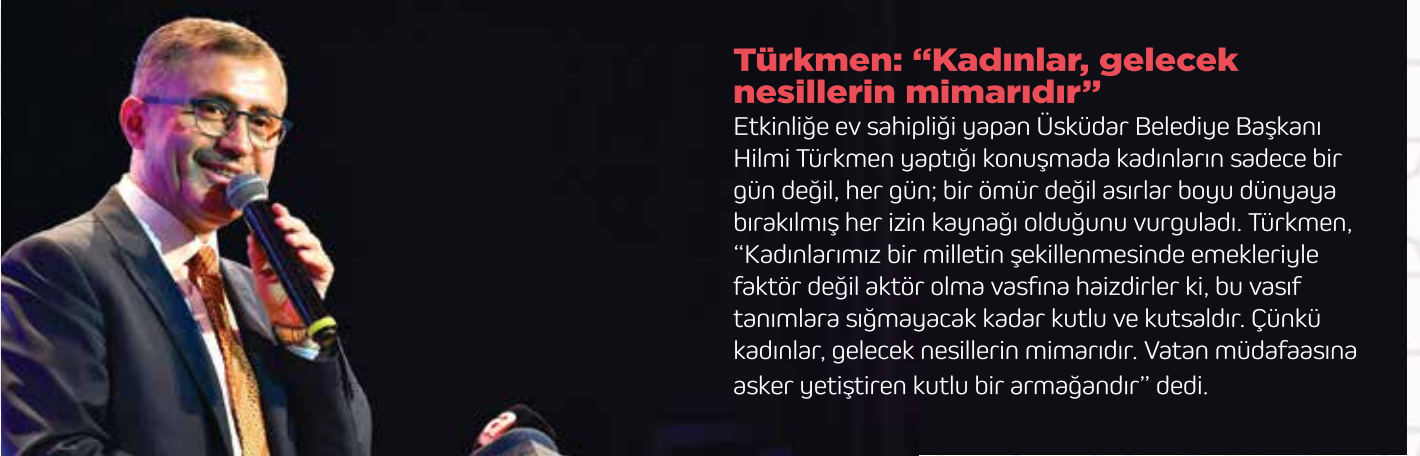 Türkmen: “Kadınlar, gelecek
nesillerin mimarıdır”
Etkinliğe ev sahipliği yapan Üsküdar Belediye Başkanı
Hilmi Türkmen yaptığı konuşmada kadınların sadece bir
gün değil, her gün; bir ömür değil asırlar boyu dünyaya
bırakılmış her izin kaynağı olduğunu vurguladı. Türkmen,
“Kadınlarımız bir milletin şekillenmesinde emekleriyle
faktör değil aktör olma vasfına haizdirler ki, bu vasıf
tanımlara sığmayacak kadar kutlu ve kutsaldır. Çünkü
kadınlar, gelecek nesillerin mimarıdır. Vatan müdafaasına
asker yetiştiren kutlu bir armağandır” dedi.